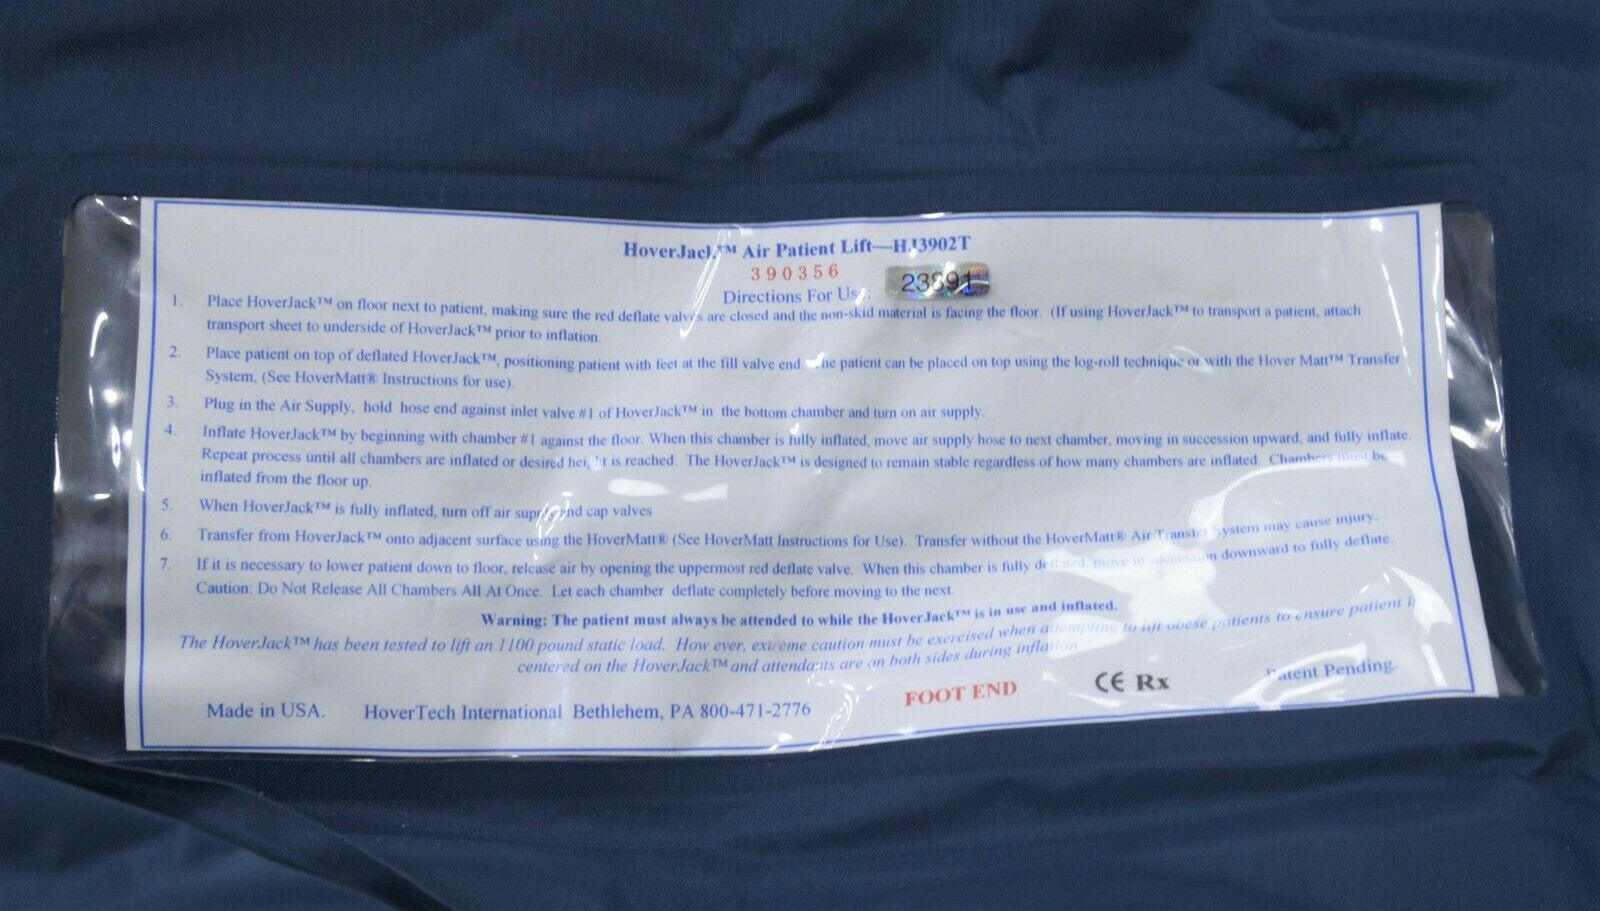 HoverJack™ Air Patient Lift—HJ3902T
390356
23891
Directions For Use:
1. Place HoverJack™ on floor next to patient, making sure the red deflate valves are closed and the non-skid material is facing the floor. (If using HoverJack™ to transport a patient, attach
transport sheet to underside of HoverJack™ prior to inflation.
2. Place patient on top of deflated HoverJack™, positioning patient with feet at the fill valve end. The patient can be placed on top using the log-roll technique or with the Hover Matt™ Transfer
System, (See HoverMatt® Instructions for use).
3. Plug in the Air Supply, hold hose end against inlet valve #1 of HoverJack™ in the bottom chamber and turn on air supply.
4. Inflate HoverJack™ by beginning with chamber #1 against the floor. When this chamber is fully inflated, move air supply hose to next chamber, moving in succession upward, and fully inflate.
Repeat process until all chambers are inflated or desired height is reached. The HoverJack™ is designed to remain stable regardless of how many chambers are inflated. Chambers must be
inflated from the floor up.
5. When HoverJack™ is fully inflated, turn off air supply and cap valves
6. Transfer from HoverJack™ onto adjacent surface using the HoverMatt® (See HoverMatt Instructions for Use). Transfer without the HoverMatt® Air Transfer System may cause injury.
7. If it is necessary to lower patient down to floor, release air by opening the uppermost red deflate valve. When this chamber is fully deflated, move in succession downward to fully deflate.
Caution: Do Not Release All Chambers All At Once. Let each chamber deflate completely before moving to the next.
Warning: The patient must always be attended to while the HoverJack™ is in use and inflated.
The HoverJack™ has been tested to lift an 1100 pound static load. How ever, extreme caution must be exercised when attempting to lift obese patients to ensure patient is
centered on the HoverJack™ and attendants are on both sides during inflation
Made in USA. HoverTech International Bethlehem, PA 800-471-2776 FOOT END CE Rx Patent Pending.